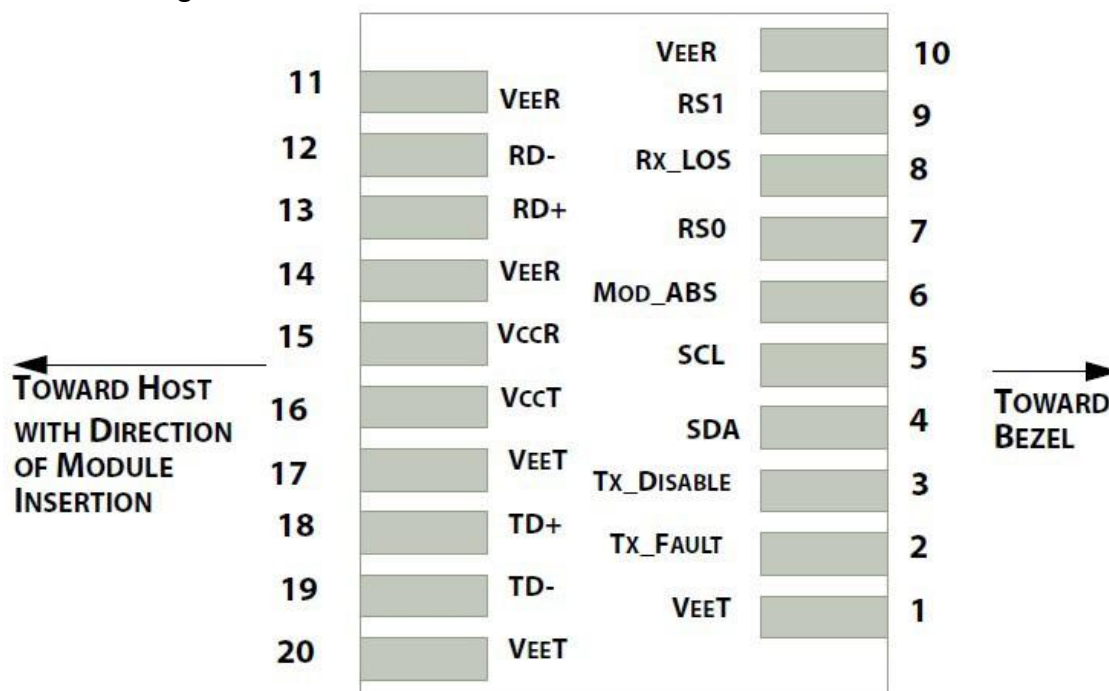 11
VEER
12
RD-
13
RD+
14
VEER
15
VCCR
16
VCCT
17
VEET
18
TD+
19
TD-
20
VEET
VEER
10
RS1
9
RX_LOS
8
RS0
7
MOD_ABS
6
SCL
5
SDA
4
TX_DISABLE
3
TX_FAULT
2
VEET
1
TOWARD HOST
WITH DIRECTION
OF MODULE
INSERTION
TOWARD
BEZEL